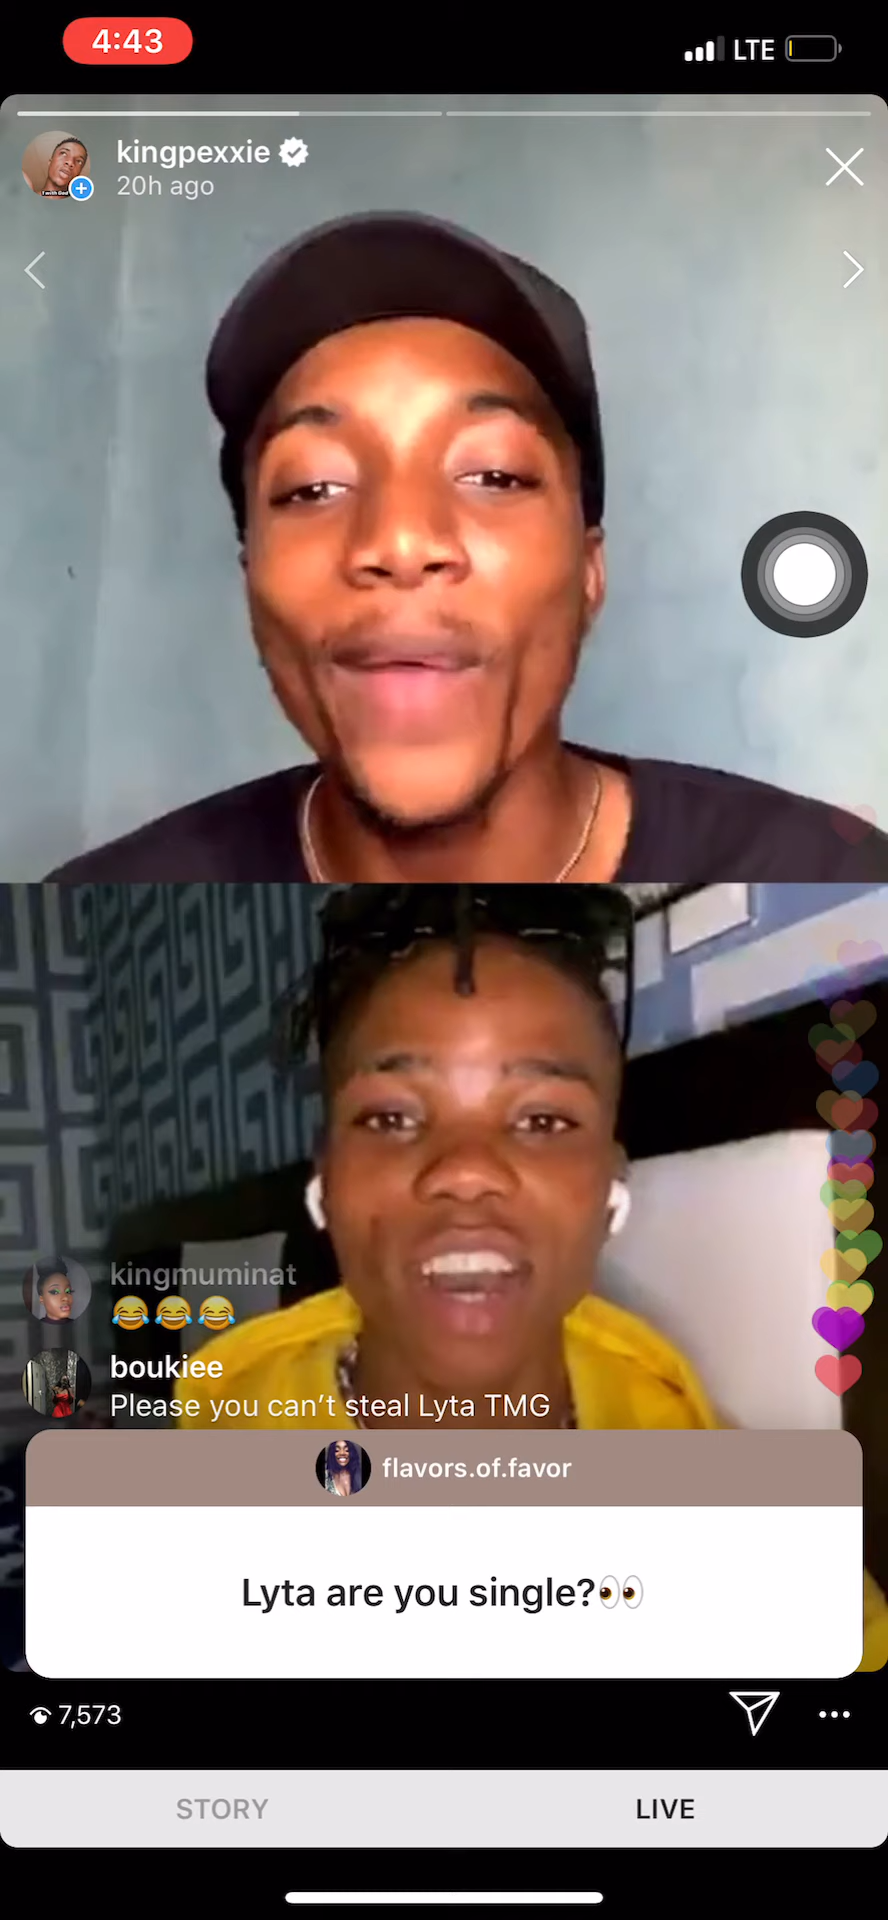 4:43
LTE
kingpexxie
20h ago
kingmuminat
😂😂😂
boukiee
Please you can’t steal Lyta TMG
flavors.of.favor
Lyta are you single?👀
7,573
STORY
LIVE